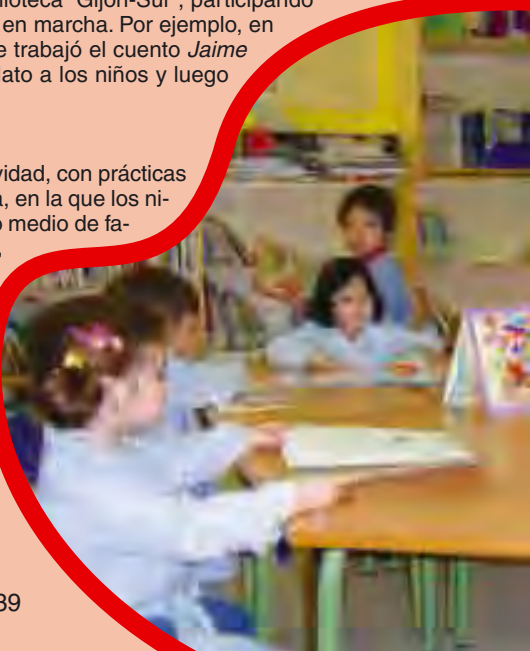 lioteca "Gijón-Sur", participando
en marcha. Por ejemplo, en
e trabajó el cuento Jaime
lato a los niños y luego
vidad, con prácticas
a, en la que los ni-
o medio de fa-
39